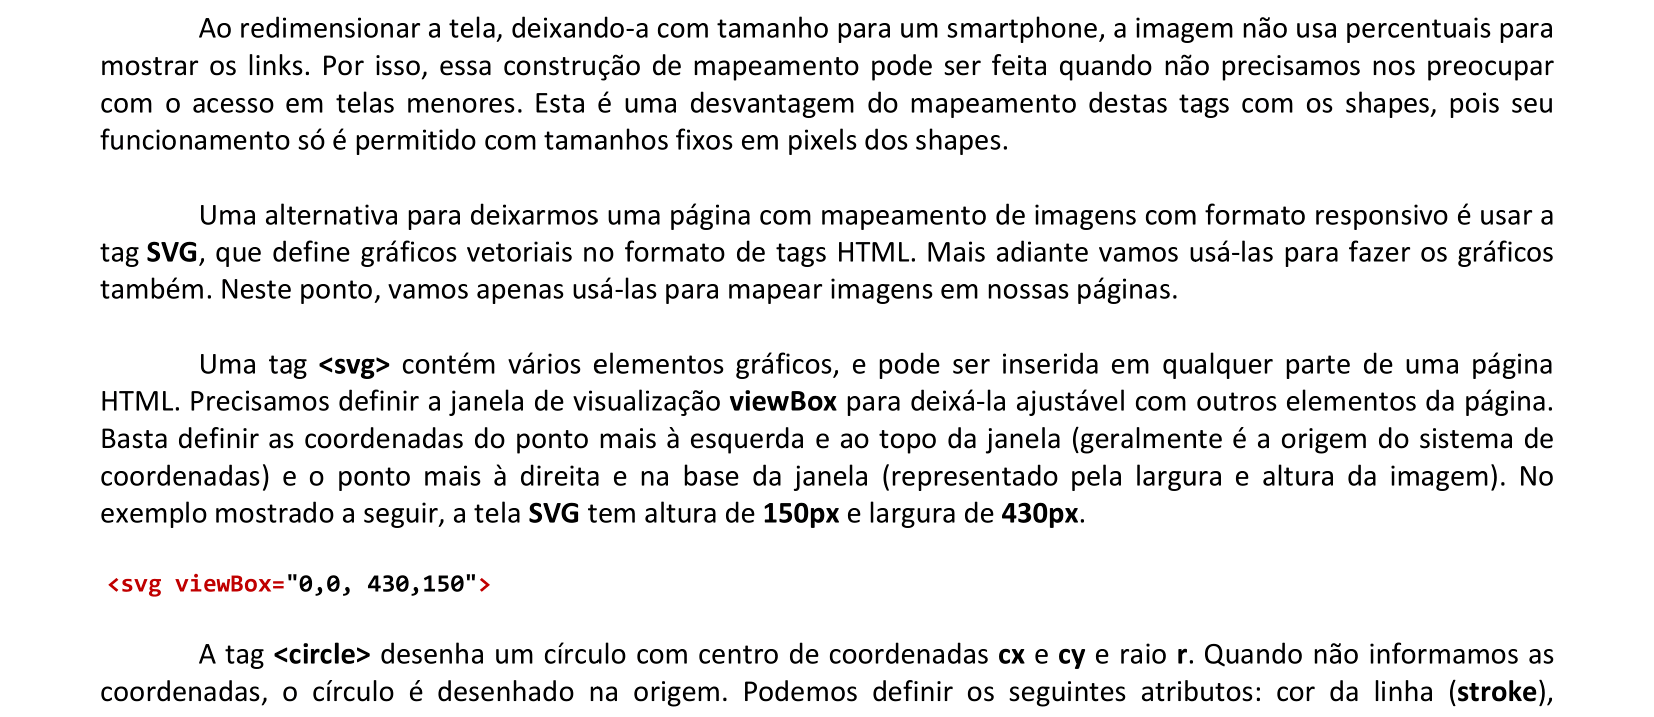 Ao redimensionar a tela, deixando-a com tamanho para um smartphone, a imagem não usa percentuais para
mostrar os links. Por isso, essa construção de mapeamento pode ser feita quando não precisamos nos preocupar
com o acesso em telas menores. Esta é uma desvantagem do mapeamento destas tags com os shapes, pois seu
funcionamento só é permitido com tamanhos fixos em pixels dos shapes.
Uma alternativa para deixarmos uma página com mapeamento de imagens com formato responsivo é usar a
tag SVG, que define gráficos vetoriais no formato de tags HTML. Mais adiante vamos usá-las para fazer os gráficos
também. Neste ponto, vamos apenas usá-las para mapear imagens em nossas páginas.
Uma tag <svg> contém vários elementos gráficos, e pode ser inserida em qualquer parte de uma página
HTML. Precisamos definir a janela de visualização viewBox para deixá-la ajustável com outros elementos da página.
Basta definir as coordenadas do ponto mais à esquerda e ao topo da janela (geralmente é a origem do sistema de
coordenadas) e o ponto mais à direita e na base da janela (representado pela largura e altura da imagem). No
exemplo mostrado a seguir, a tela SVG tem altura de 150px e largura de 430px.
<svg viewBox="0,0, 430,150">
A tag <circle> desenha um círculo com centro de coordenadas cx e cy e raio r. Quando não informamos as
coordenadas, o círculo é desenhado na origem. Podemos definir os seguintes atributos: cor da linha (stroke),